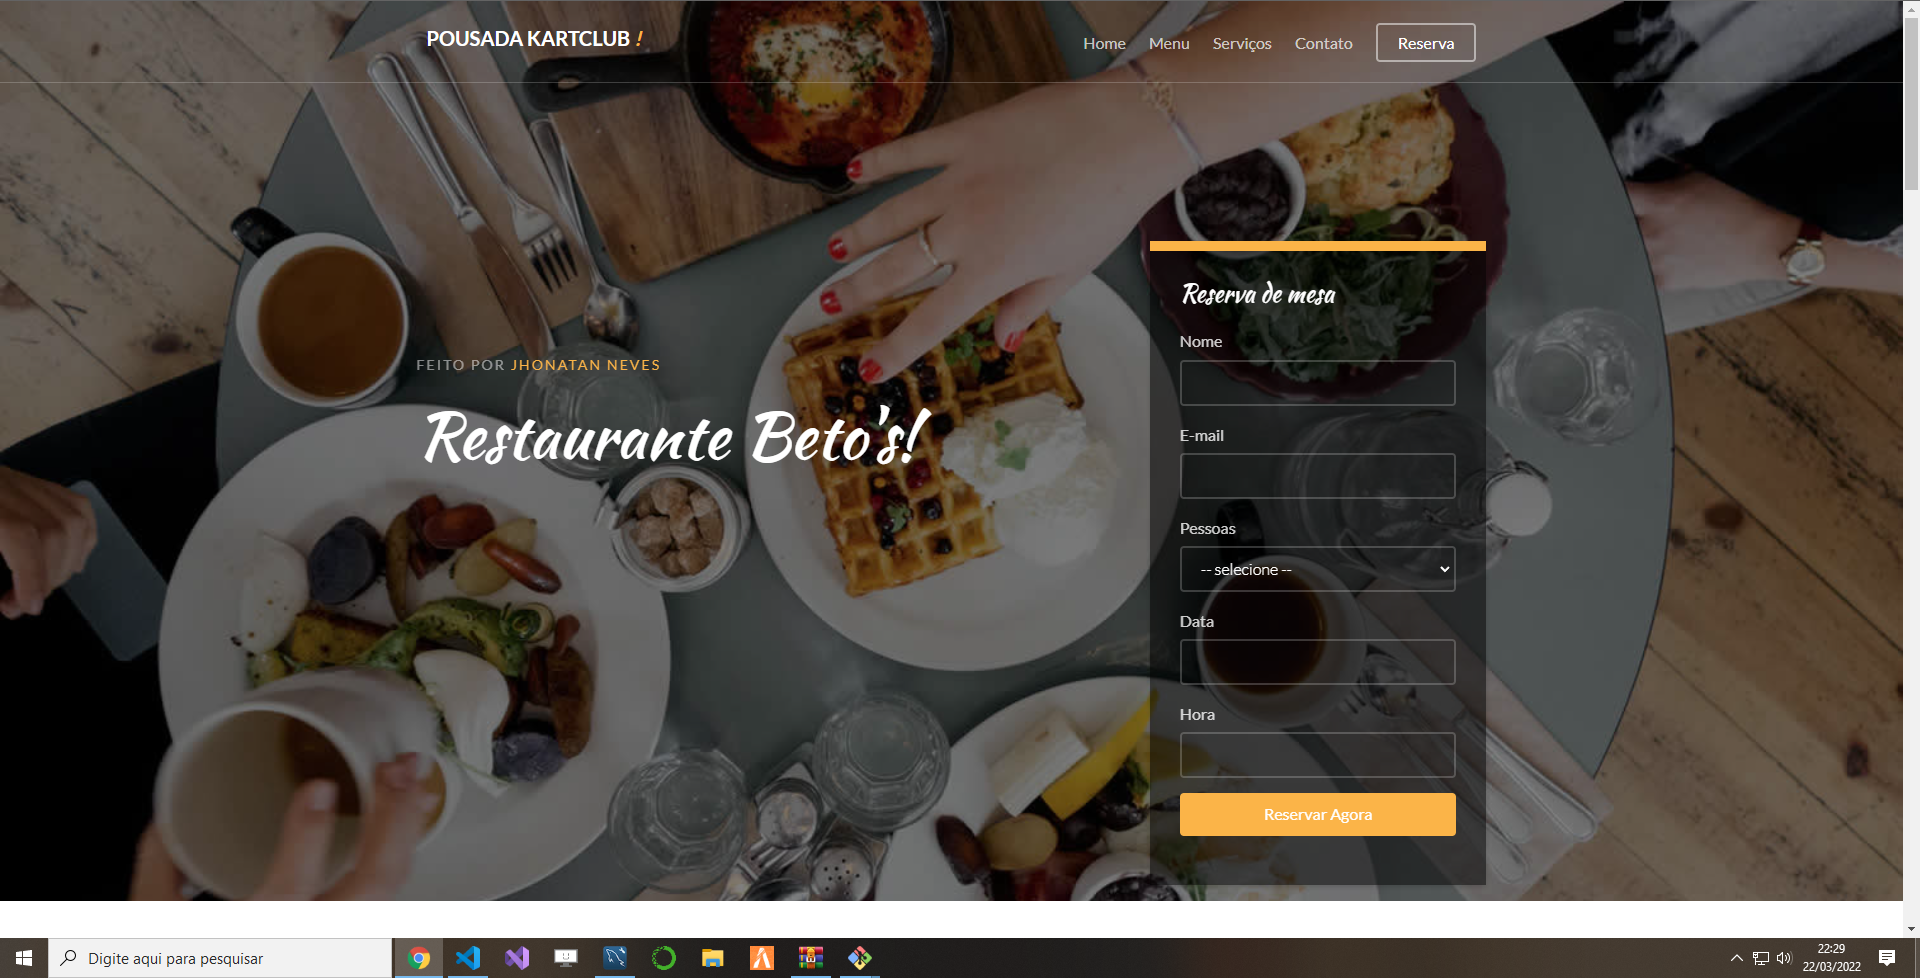 POUSADA KARTCLUB !
Home
Menu
Serviços
Contato
Reserva
FEITO POR JHONATAN NEVES
Restaurante Beto's!
Reserva de mesa
Nome
E-mail
Pessoas
-- selecione --
Data
Hora
Reservar Agora
Digite aqui para pesquisar
22:29
22/03/2022